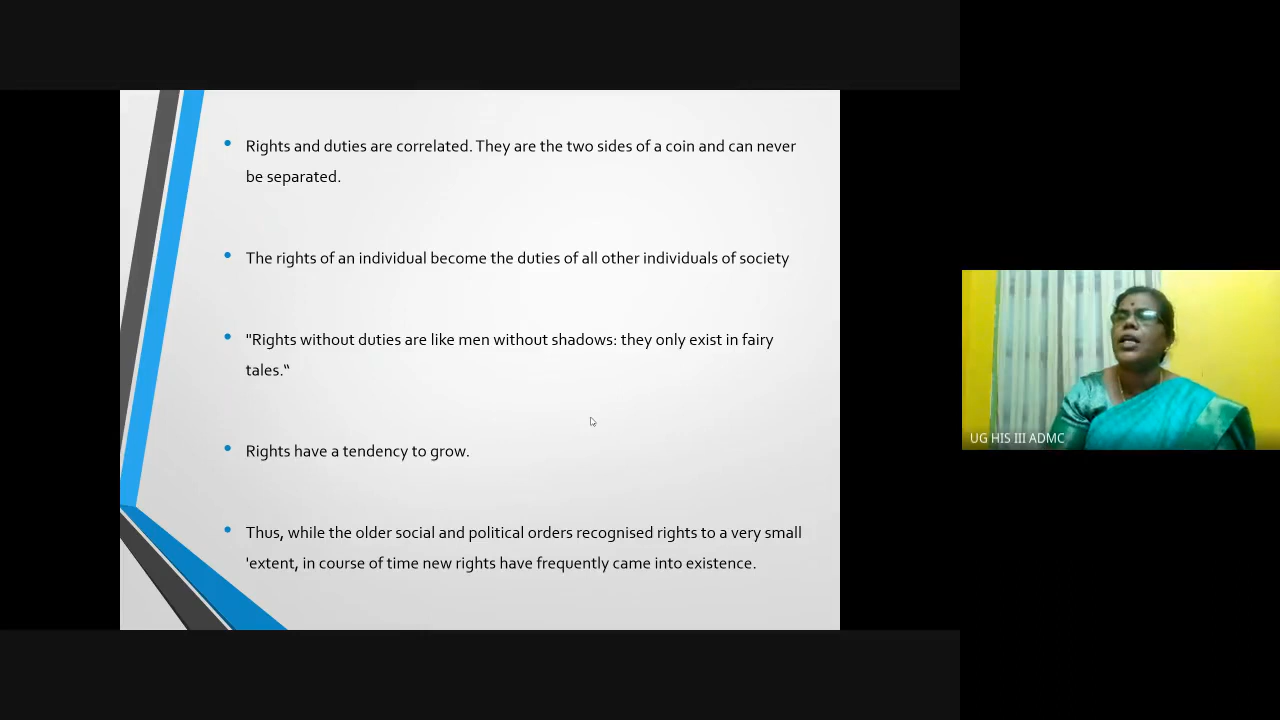 Rights and duties are correlated. They are the two sides of a coin and can never
be separated.
The rights of an individual become the duties of all other individuals of society
"Rights without duties are like men without shadows: they only exist in fairy
tales.“
Rights have a tendency to grow.
Thus, while the older social and political orders recognised rights to a very small
'extent, in course of time new rights have frequently came into existence.
UG HIS III ADMC